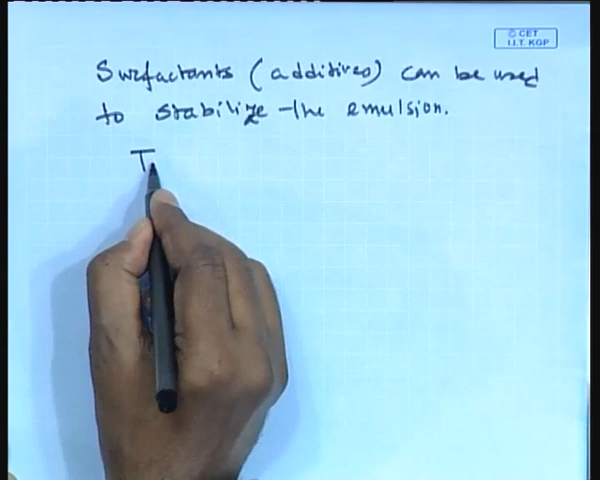 © CET
I.I.T. KGP
Surfactants (additives) can be used
to stabilize the emulsion.
T